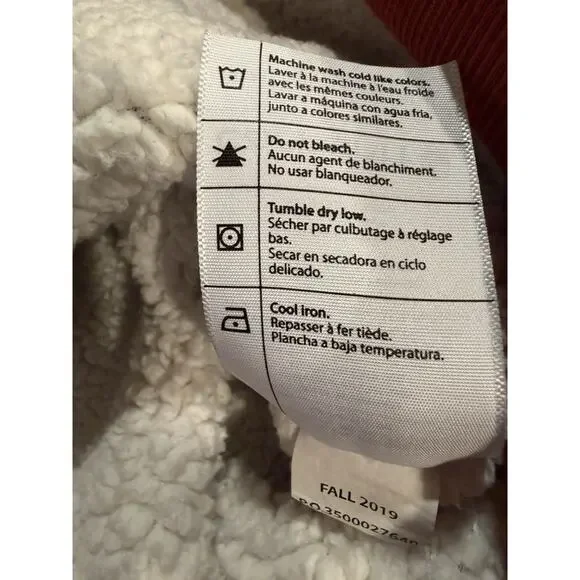 Machine wash cold like colors.
Laver à la machine à l'eau froide
avec les mêmes couleurs.
Lavar a máquina con agua fria,
junto a colores similares.
Do not bleach.
Aucun agent de blanchiment.
No usar blanqueador.
Tumble dry low.
Sécher par culbutage à réglage
bas.
Secar en secadora en ciclo
delicado.
Cool iron.
Repasser à fer tiède.
Plancha a baja temperatura.
FALL 2019